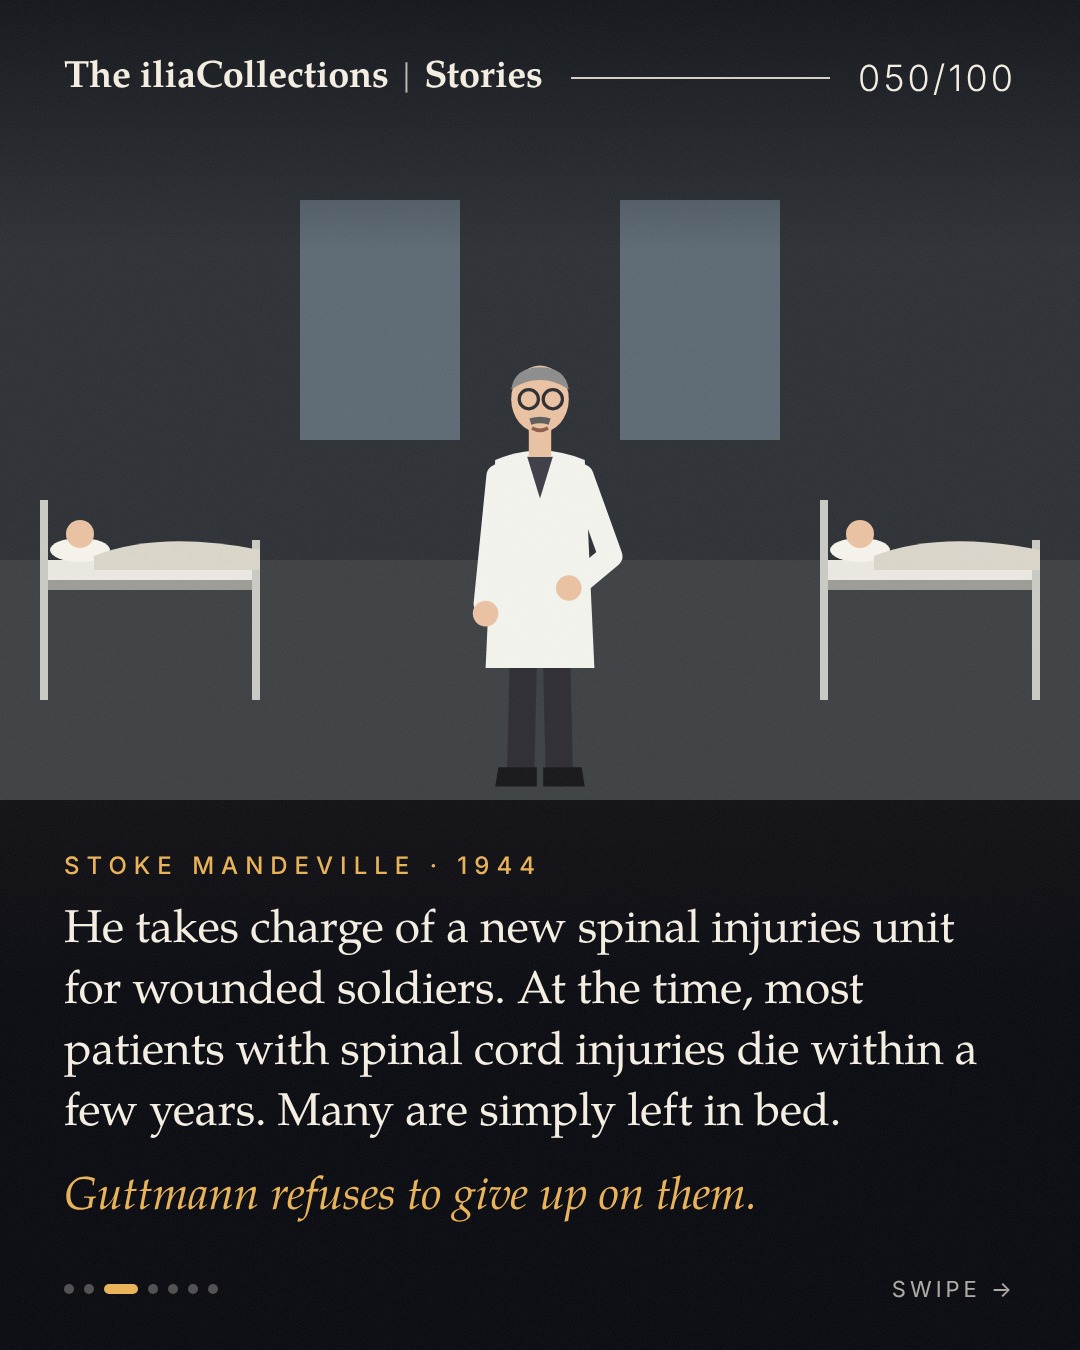 The iliaCollections | Stories
050/100
STOKE MANDEVILLE · 1944
He takes charge of a new spinal injuries unit
for wounded soldiers. At the time, most
patients with spinal cord injuries die within a
few years. Many are simply left in bed.
Guttmann refuses to give up on them.
SWIPE →